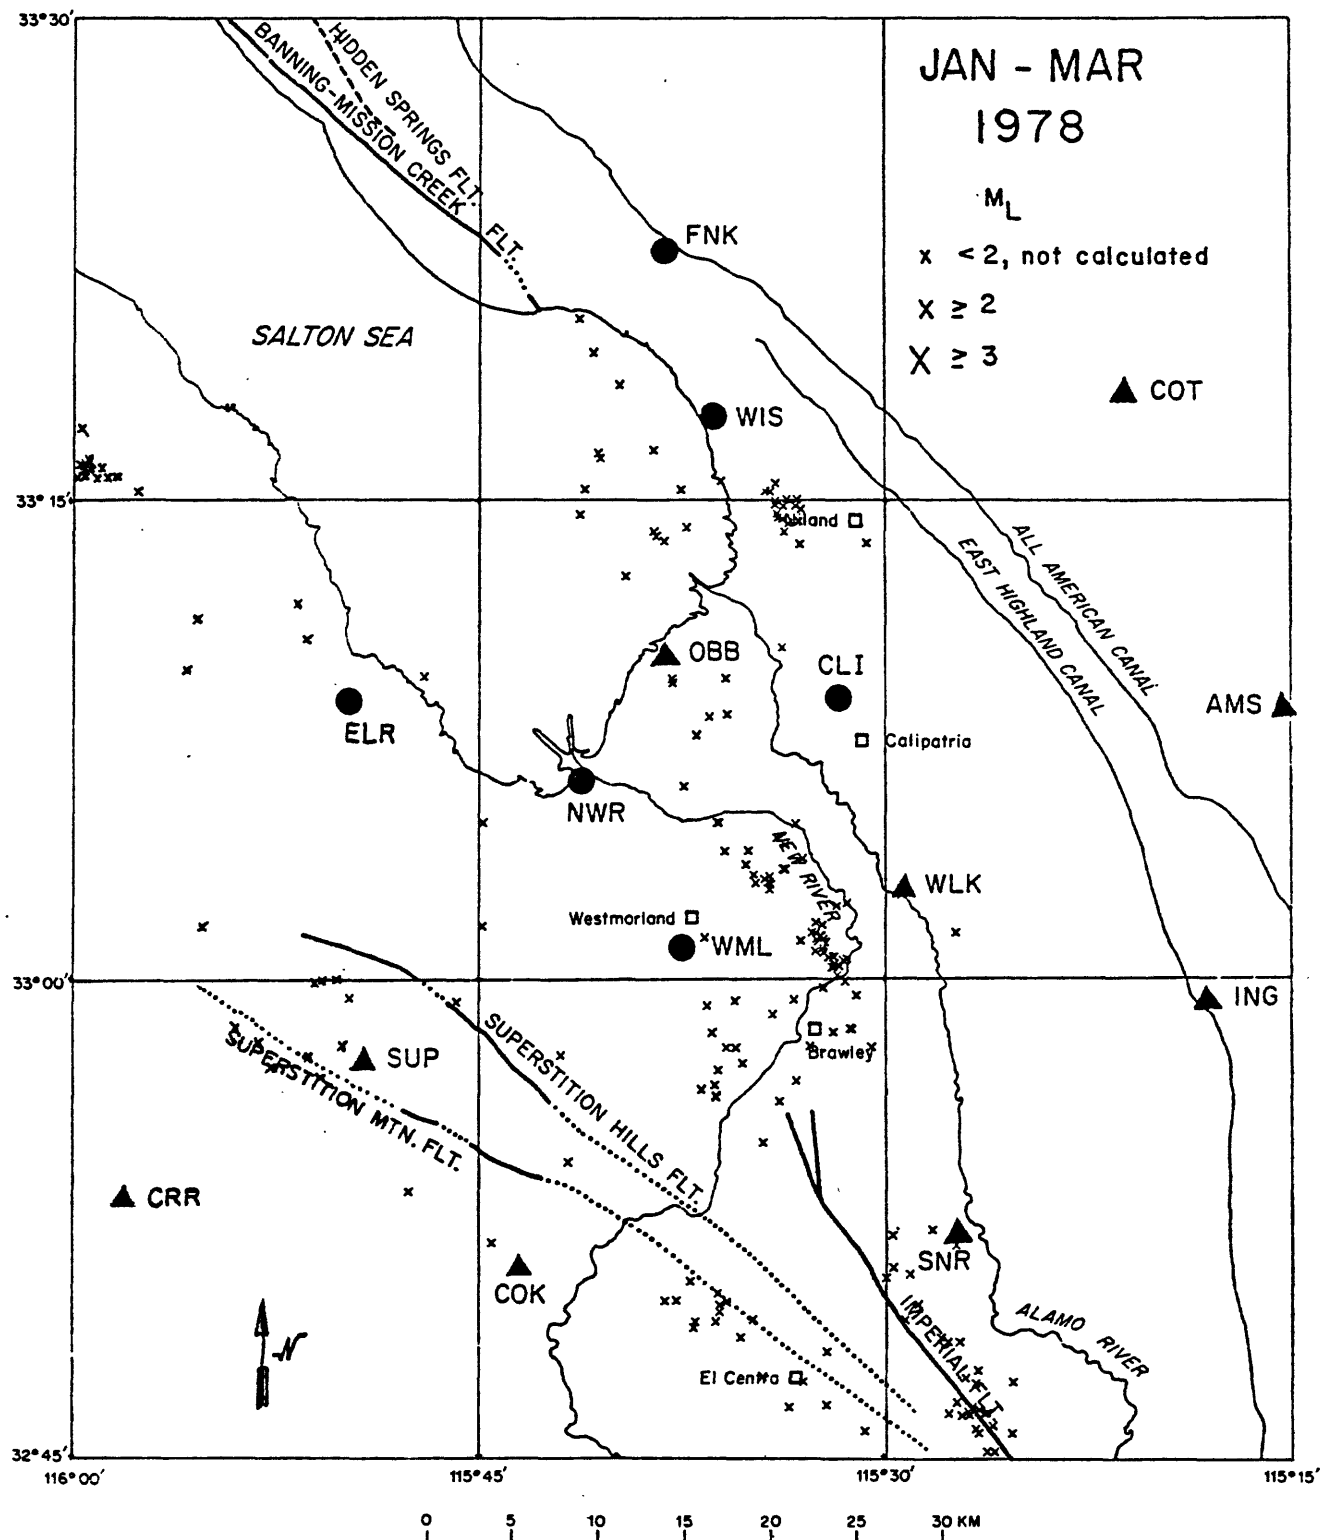 33°30′
HIDDEN SPRINGS FLT.
BANNING-MISSION CREEK FLT.
JAN - MAR
1978
M_L
x < 2, not calculated
X ≥ 2
X ≥ 3
FNK
SALTON SEA
COT
WIS
33°15′
ALL AMERICAN CANAL
EAST HIGHLAND CANAL
OBB
CLI
AMS
ELR
Calipatria
NWR
NEW RIVER
WLK
Westmorland
WML
33°00′
ING
SUPERSTITION HILLS FLT.
Brawley
SUPERSTITION MTN. FLT.
SUP
CRR
SNR
COK
IMPERIAL FLT
ALAMO RIVER
N
El Centro
32°45′
116°00′
115°45′
115°30′
115°15′
0 5 10 15 20 25 30 KM